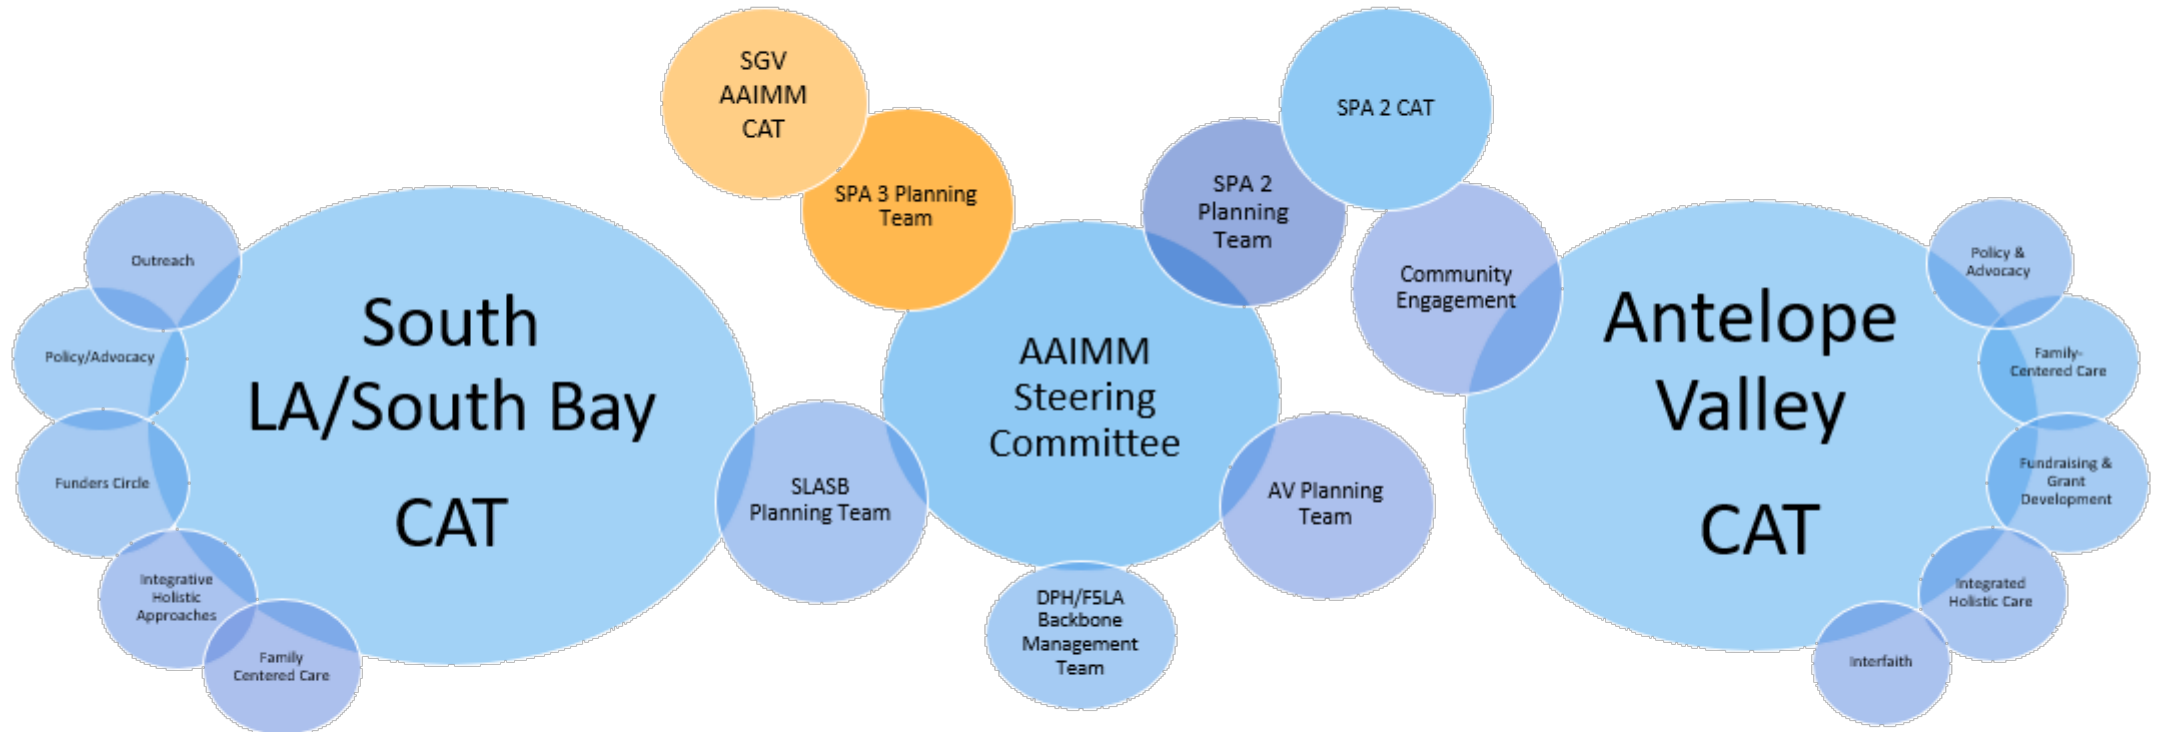 SGV
AAIMM
CAT
SPA 3 Planning
Team
SPA 2
Planning
Team
SPA 2 CAT
Community
Engagement
Outreach
Policy/Advocacy
Funders Circle
Integrative
Holistic
Approaches
Family
Centered Care
South
LA/South Bay
CAT
SLASB
Planning Team
AAIMM
Steering
Committee
DPH/F5LA
Backbone
Management
Team
AV Planning
Team
Antelope
Valley
CAT
Policy &
Advocacy
Family-
Centered Care
Fundraising &
Grant
Development
Integrated
Holistic Care
Interfaith